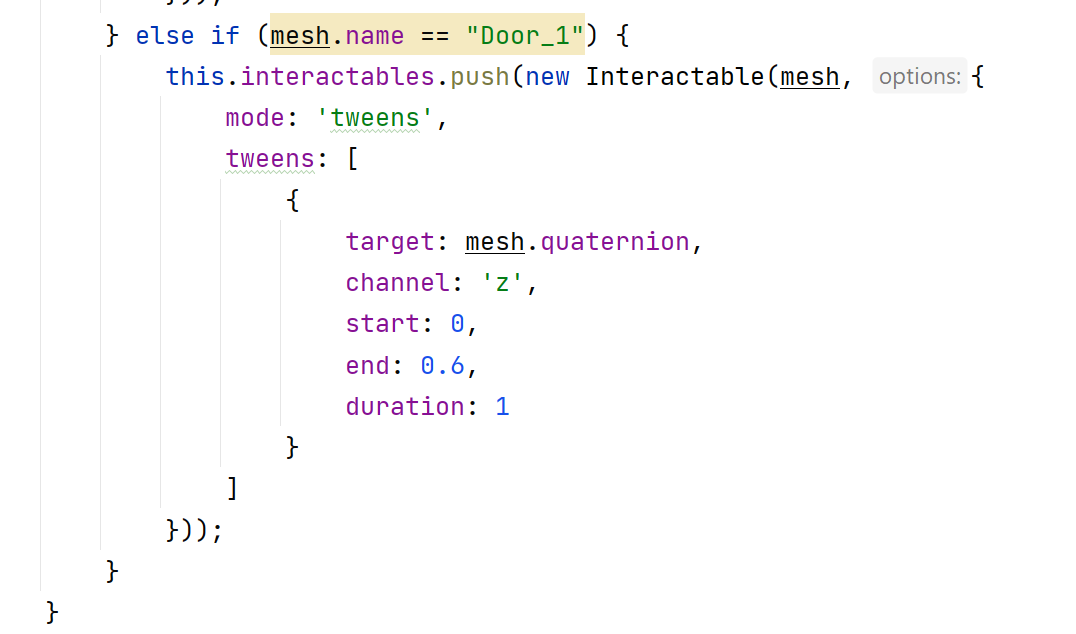 }));
} else if (mesh.name == "Door_1") {
this.interactables.push(new Interactable(mesh, options: {
mode: 'tweens',
tweens: [
{
target: mesh.quaternion,
channel: 'z',
start: 0,
end: 0.6,
duration: 1
}
]
}));
}
}